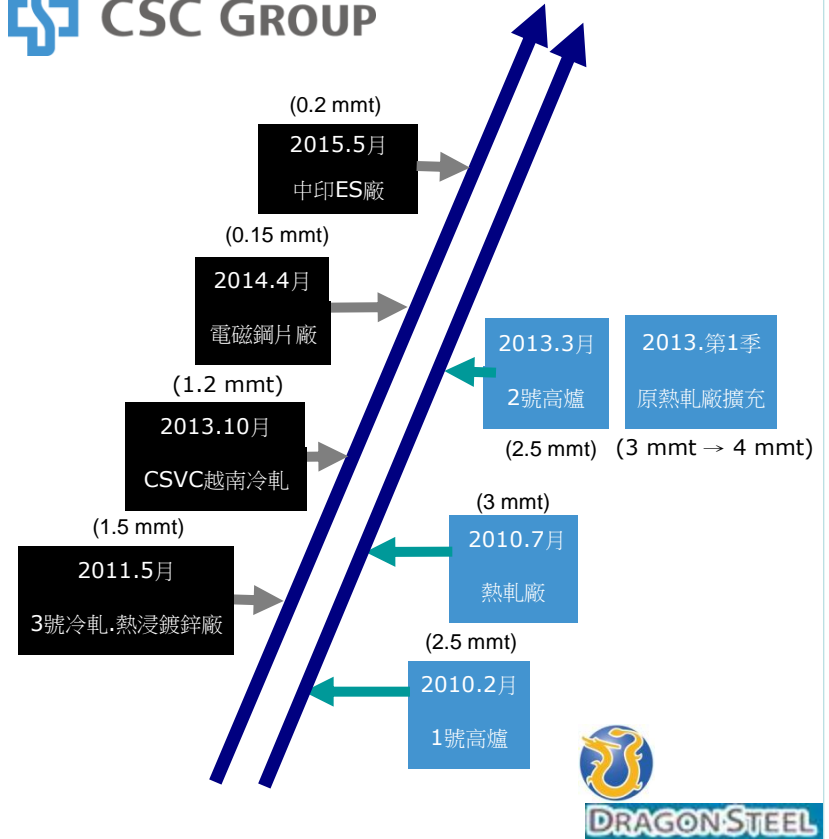 CSC GROUP
(0.2 mmt)
2015.5月
中印ES廠
(0.15 mmt)
2014.4月
電磁鋼片廠
(1.2 mmt)
2013.10月
CSVC越南冷軋
(1.5 mmt)
2011.5月
3號冷軋.熱浸鍍鋅廠
2013.3月
2號高爐
(2.5 mmt)
2013.第1季
原熱軋廠擴充
(3 mmt → 4 mmt)
(3 mmt)
2010.7月
熱軋廠
(2.5 mmt)
2010.2月
1號高爐
DRAGON STEEL